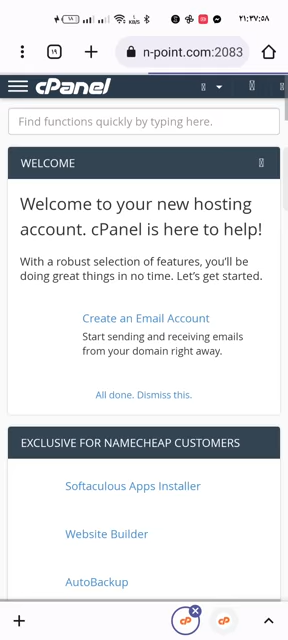 ۲۱:۳۷:۵۸
n-point.com:2083
cPanel
Find functions quickly by typing here.
WELCOME
Welcome to your new hosting
account. cPanel is here to help!
With a robust selection of features, you'll be
doing great things in no time. Let's get started.
Create an Email Account
Start sending and receiving emails
from your domain right away.
All done. Dismiss this.
EXCLUSIVE FOR NAMECHEAP CUSTOMERS
Softaculous Apps Installer
Website Builder
AutoBackup